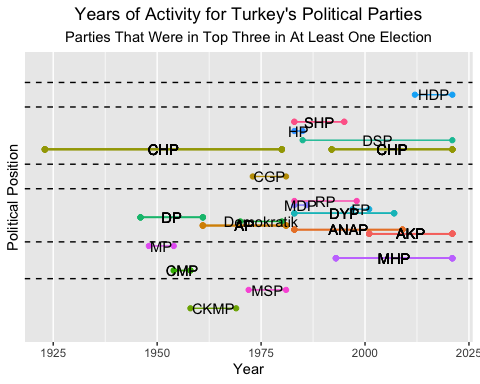 Years of Activity for Turkey's Political Parties
Parties That Were in Top Three in At Least One Election
Political Position
HDP
SHP
HP
DSP
CHP
CHP
CGP
RP
MDP
FP
DYP
DP
Demokratik
AP
ANAP
AKP
MP
MHP
CMP
MSP
CKMP
1925
1950
1975
2000
2025
Year